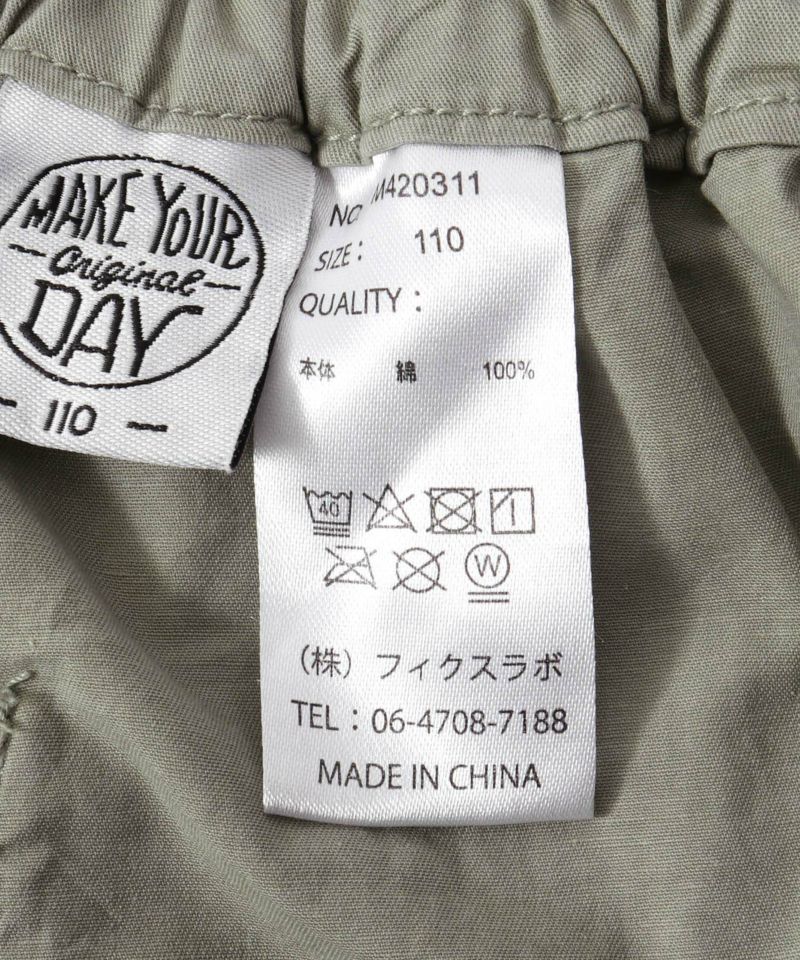 MAKE YOUR
Original
DAY
- 110 -
NO M420311
SIZE: 110
QUALITY:
本体 綿 100%
40
W
(株)フィクスラボ
TEL:06-4708-7188
MADE IN CHINA